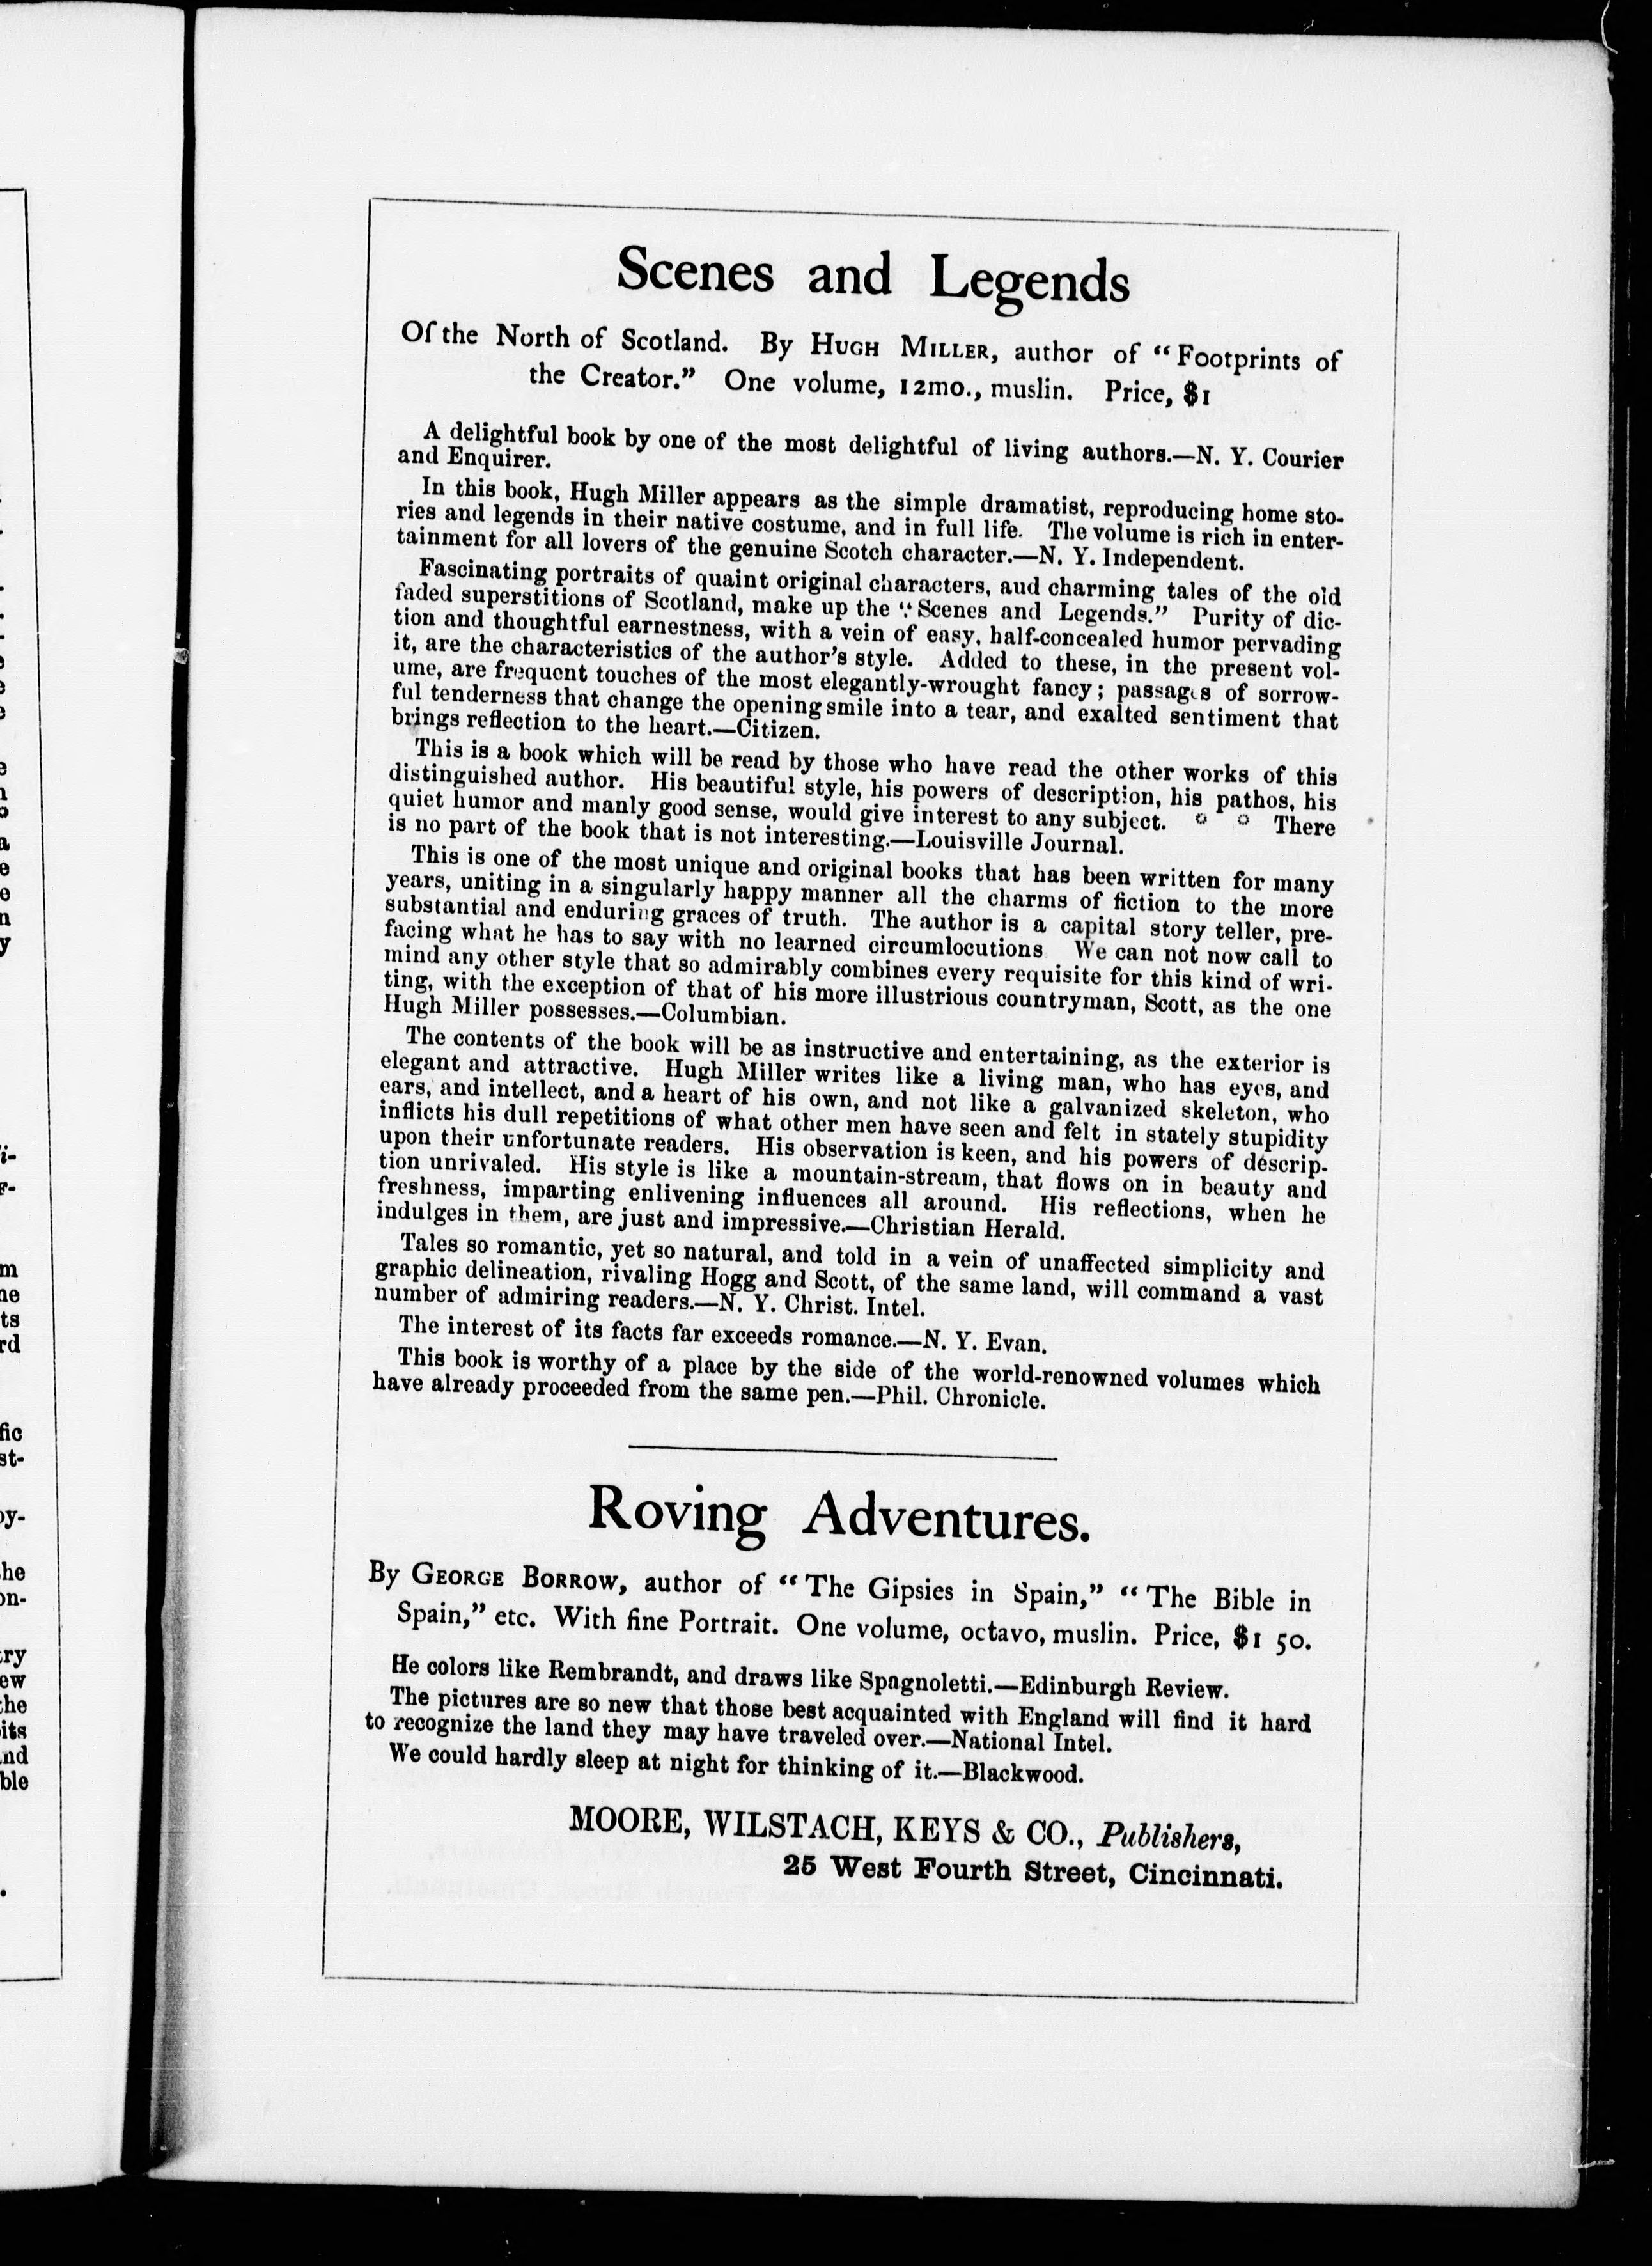 Scenes and Legends
Of the North of Scotland. By HUGH MILLER, author of “Footprints of
the Creator.” One volume, 12mo., muslin. Price, $1
A delightful book by one of the most delightful of living authors.—N. Y. Courier
and Enquirer.
In this book, Hugh Miller appears as the simple dramatist, reproducing home sto-
ries and legends in their native costume, and in full life. The volume is rich in enter-
tainment for all lovers of the genuine Scotch character.—N. Y. Independent.
Fascinating portraits of quaint original characters, aud charming tales of the old
faded superstitions of Scotland, make up the “Scenes and Legends.” Purity of dic-
tion and thoughtful earnestness, with a vein of easy, half-concealed humor pervading
it, are the characteristics of the author's style. Added to these, in the present vol-
ume, are frequent touches of the most elegantly-wrought fancy; passages of sorrow-
ful tenderness that change the opening smile into a tear, and exalted sentiment that
brings reflection to the heart.—Citizen.
This is a book which will be read by those who have read the other works of this
distinguished author. His beautiful style, his powers of description, his pathos, his
quiet humor and manly good sense, would give interest to any subject. * * There
is no part of the book that is not interesting.—Louisville Journal.
This is one of the most unique and original books that has been written for many
years, uniting in a singularly happy manner all the charms of fiction to the more
substantial and enduring graces of truth. The author is a capital story teller, pre-
facing what he has to say with no learned circumlocutions We can not now call to
mind any other style that so admirably combines every requisite for this kind of wri-
ting, with the exception of that of his more illustrious countryman, Scott, as the one
Hugh Miller possesses.—Columbian.
The contents of the book will be as instructive and entertaining, as the exterior is
elegant and attractive. Hugh Miller writes like a living man, who has eyes, and
ears, and intellect, and a heart of his own, and not like a galvanized skeleton, who
inflicts his dull repetitions of what other men have seen and felt in stately stupidity
upon their unfortunate readers. His observation is keen, and his powers of descrip-
tion unrivaled. His style is like a mountain-stream, that flows on in beauty and
freshness, imparting enlivening influences all around. His reflections, when he
indulges in them, are just and impressive.—Christian Herald.
Tales so romantic, yet so natural, and told in a vein of unaffected simplicity and
graphic delineation, rivaling Hogg and Scott, of the same land, will command a vast
number of admiring readers.—N. Y. Christ. Intel.
The interest of its facts far exceeds romance.—N. Y. Evan.
This book is worthy of a place by the side of the world-renowned volumes which
have already proceeded from the same pen.—Phil. Chronicle.
Roving Adventures.
By GEORGE BORROW, author of “The Gipsies in Spain,” “The Bible in
Spain,” etc. With fine Portrait. One volume, octavo, muslin. Price, $1 50.
He colors like Rembrandt, and draws like Spagnoletti.—Edinburgh Review.
The pictures are so new that those best acquainted with England will find it hard
to recognize the land they may have traveled over.—National Intel.
We could hardly sleep at night for thinking of it.—Blackwood.
MOORE, WILSTACH, KEYS & CO., Publishers,
25 West Fourth Street, Cincinnati.